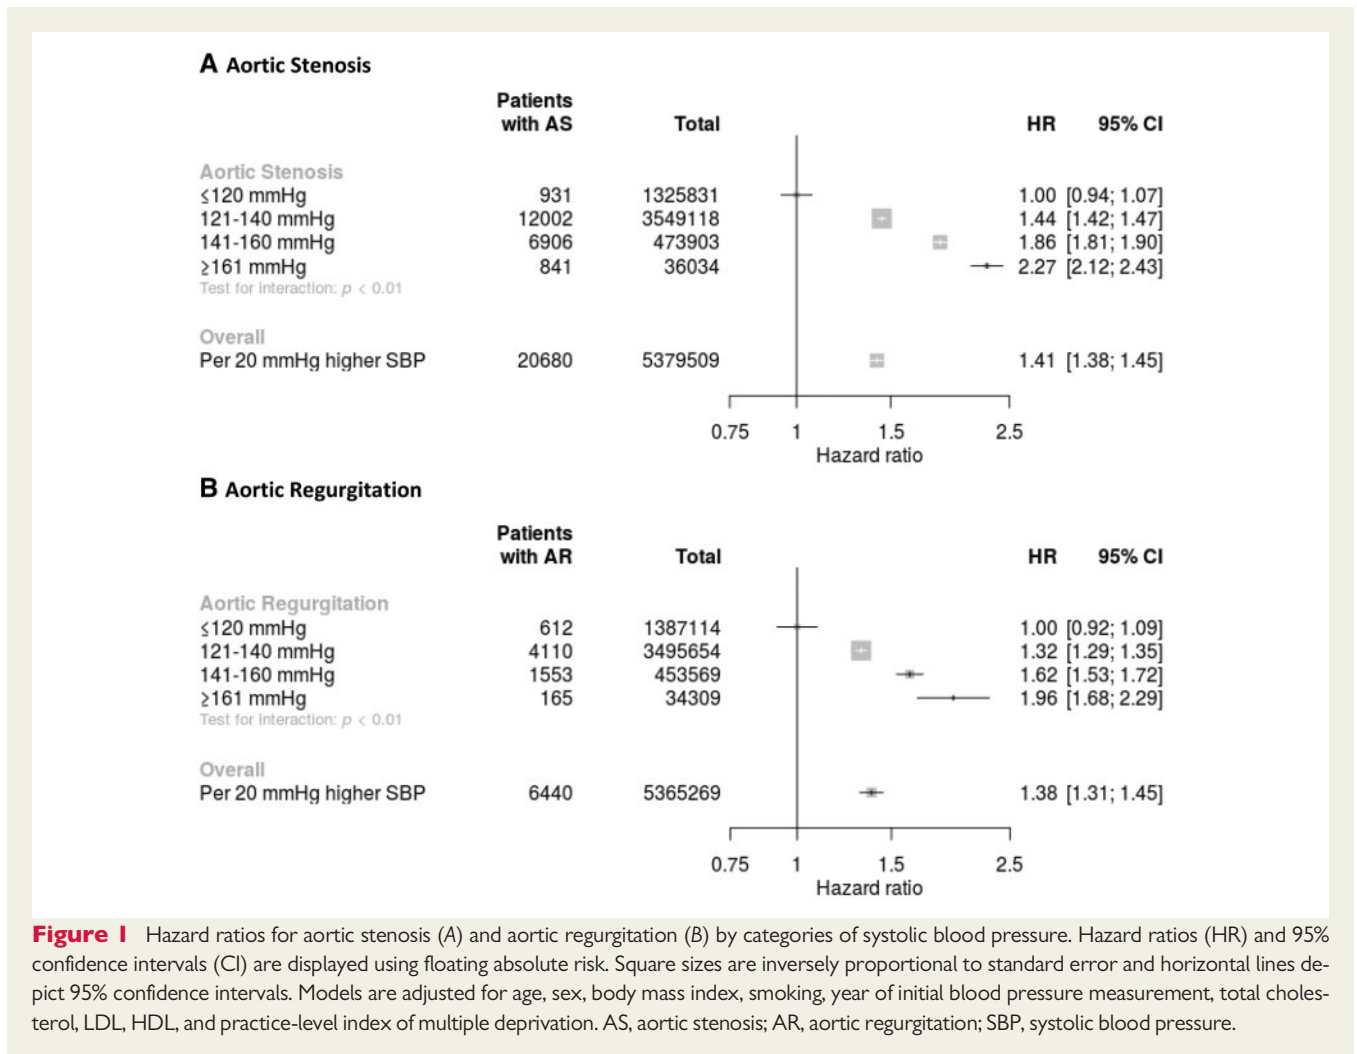 A Aortic Stenosis
Patients
with AS Total HR 95% CI
Aortic Stenosis
≤120 mmHg 931 1325831 1.00 [0.94; 1.07]
121-140 mmHg 12002 3549118 1.44 [1.42; 1.47]
141-160 mmHg 6906 473903 1.86 [1.81; 1.90]
≥161 mmHg 841 36034 2.27 [2.12; 2.43]
Test for interaction: p < 0.01
Overall
Per 20 mmHg higher SBP 20680 5379509 1.41 [1.38; 1.45]
0.75 1 1.5 2.5
Hazard ratio
B Aortic Regurgitation
Patients
with AR Total HR 95% CI
Aortic Regurgitation
≤120 mmHg 612 1387114 1.00 [0.92; 1.09]
121-140 mmHg 4110 3495654 1.32 [1.29; 1.35]
141-160 mmHg 1553 453569 1.62 [1.53; 1.72]
≥161 mmHg 165 34309 1.96 [1.68; 2.29]
Test for interaction: p < 0.01
Overall
Per 20 mmHg higher SBP 6440 5365269 1.38 [1.31; 1.45]
0.75 1 1.5 2.5
Hazard ratio
Figure 1 Hazard ratios for aortic stenosis (A) and aortic regurgitation (B) by categories of systolic blood pressure. Hazard ratios (HR) and 95%
confidence intervals (CI) are displayed using floating absolute risk. Square sizes are inversely proportional to standard error and horizontal lines de-
pict 95% confidence intervals. Models are adjusted for age, sex, body mass index, smoking, year of initial blood pressure measurement, total choles-
terol, LDL, HDL, and practice-level index of multiple deprivation. AS, aortic stenosis; AR, aortic regurgitation; SBP, systolic blood pressure.